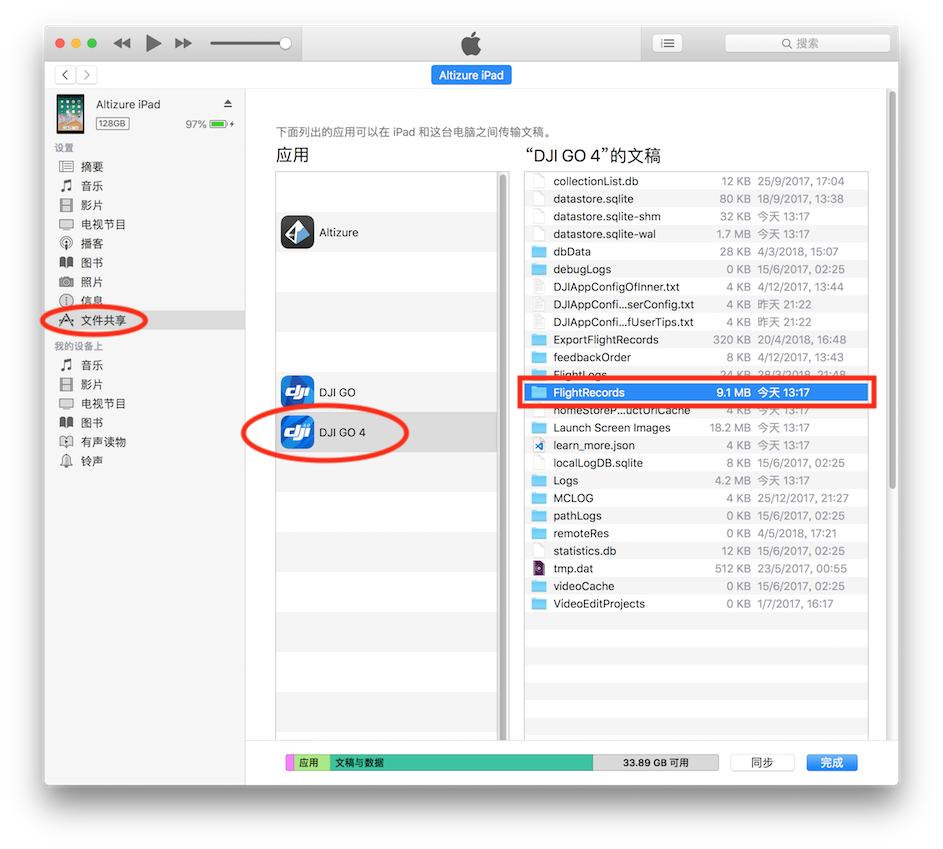 搜索
Altizure iPad
Altizure iPad
128GB
97%
设置
摘要
音乐
影片
电视节目
播客
图书
照片
信息
文件共享
我的设备上
音乐
影片
电视节目
图书
有声读物
铃声
下面列出的应用可以在 iPad 和这台电脑之间传输文稿。
应用
Altizure
dji
DJI GO
dji
DJI GO 4
“DJI GO 4”的文稿
collectionList.db 12 KB 25/9/2017, 17:04
datastore.sqlite 80 KB 18/9/2017, 13:38
datastore.sqlite-shm 32 KB 今天 13:17
datastore.sqlite-wal 1.7 MB 今天 13:17
dbData 28 KB 4/3/2018, 15:07
debugLogs 0 KB 15/6/2017, 02:25
DJIAppConfigOfInner.txt 4 KB 4/12/2017, 13:44
DJIAppConfi...serConfig.txt 4 KB 昨天 21:22
DJIAppConfi...fUserTips.txt 4 KB 昨天 21:22
ExportFlightRecords 320 KB 20/4/2018, 16:48
feedbackOrder 8 KB 4/12/2017, 13:43
FlightLogs 24 KB 28/3/2018, 21:48
FlightRecords 9.1 MB 今天 13:17
homeStoreP...uctUrlCache 4 KB 今天 13:17
Launch Screen Images 18.2 MB 今天 13:17
learn_more.json 4 KB 今天 13:17
localLogDB.sqlite 8 KB 15/6/2017, 02:25
Logs 4.2 MB 今天 13:17
MCLOG 4 KB 25/12/2017, 21:27
pathLogs 0 KB 15/6/2017, 02:25
remoteRes 0 KB 4/5/2018, 17:21
statistics.db 12 KB 15/6/2017, 02:25
tmp.dat 512 KB 23/5/2017, 00:55
videoCache 0 KB 15/6/2017, 02:25
VideoEditProjects 0 KB 1/7/2017, 16:17
应用 文稿与数据 33.89 GB 可用 同步 完成